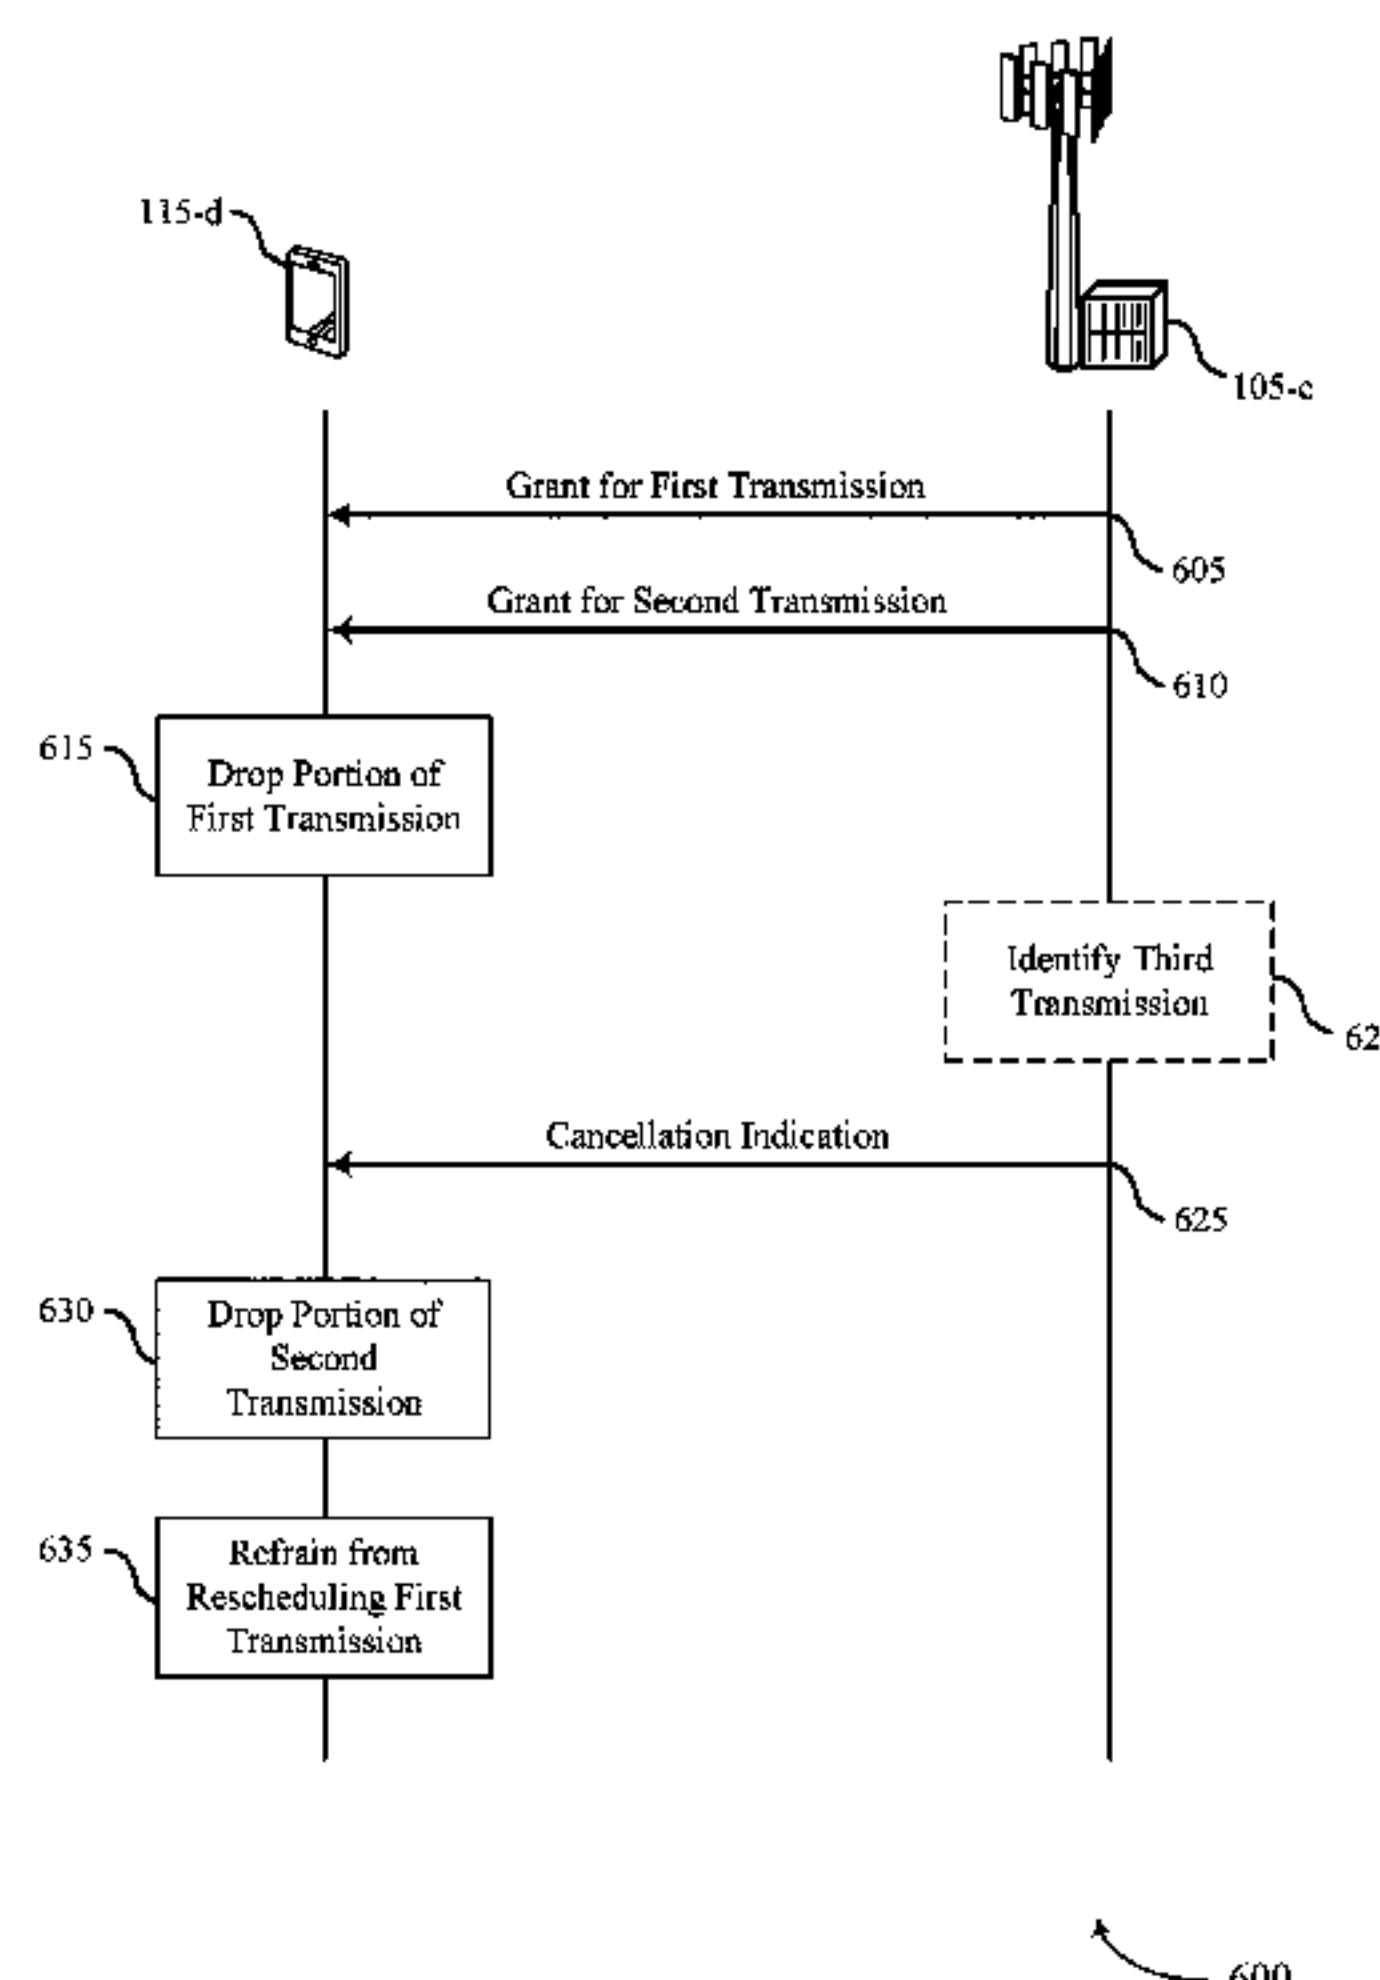 115-d
105-c
Grant for First Transmission
605
Grant for Second Transmission
610
615
Drop Portion of
First Transmission
Identify Third
Transmission
62
Cancellation Indication
625
630
Drop Portion of
Second
Transmission
635
Refrain from
Rescheduling First
Transmission
600